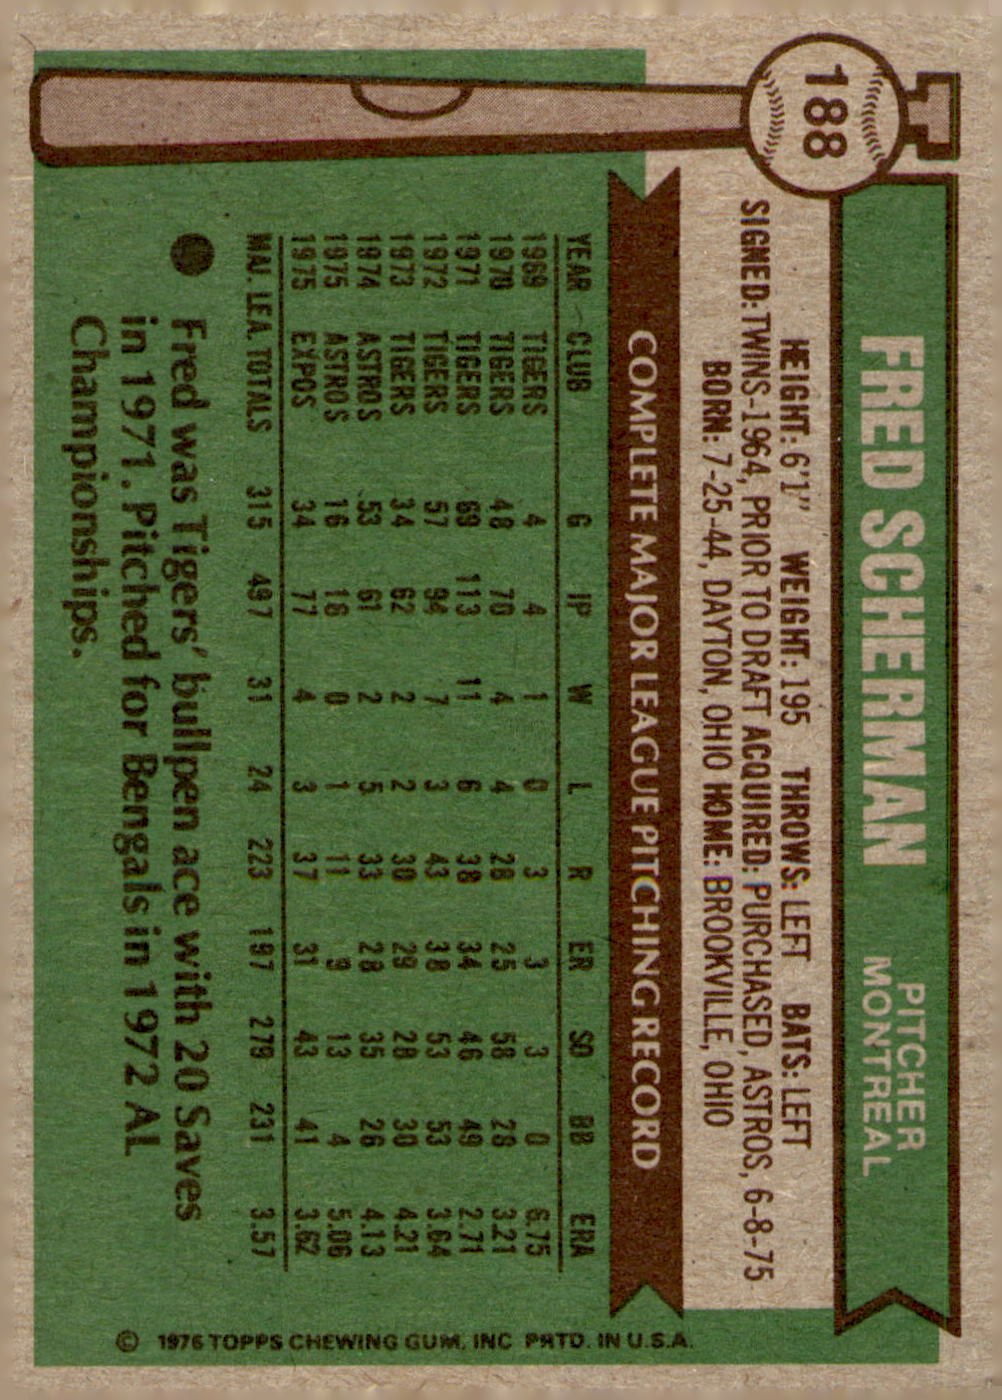 188
FRED SCHERMAN
PITCHER
MONTREAL
HEIGHT: 6'1" WEIGHT: 195 THROWS: LEFT BATS: LEFT
SIGNED: TWINS-1964, PRIOR TO DRAFT ACQUIRED: PURCHASED, ASTROS, 6-8-75
BORN: 7-25-44, DAYTON, OHIO HOME: BROOKVILLE, OHIO
COMPLETE MAJOR LEAGUE PITCHING RECORD
YEAR CLUB G IP W L R ER SO BB ERA
1969 TIGERS 4 4 1 0 3 3 3 0 6.75
1970 TIGERS 48 70 4 4 28 25 58 28 3.21
1971 TIGERS 69 113 11 6 38 34 46 49 2.71
1972 TIGERS 57 94 7 3 43 38 53 53 3.64
1973 TIGERS 34 62 2 2 30 29 28 30 4.21
1974 ASTROS 53 61 2 5 33 28 35 26 4.13
1975 ASTROS 16 16 0 1 11 9 13 4 5.06
1975 EXPOS 34 77 4 3 37 31 43 41 3.62
MAJ. LEA. TOTALS 315 497 31 24 223 197 279 231 3.57
● Fred was Tigers' bullpen ace with 20 Saves
in 1971. Pitched for Bengals in 1972 AL
Championships.
© 1976 TOPPS CHEWING GUM, INC PRTD. IN U.S.A.